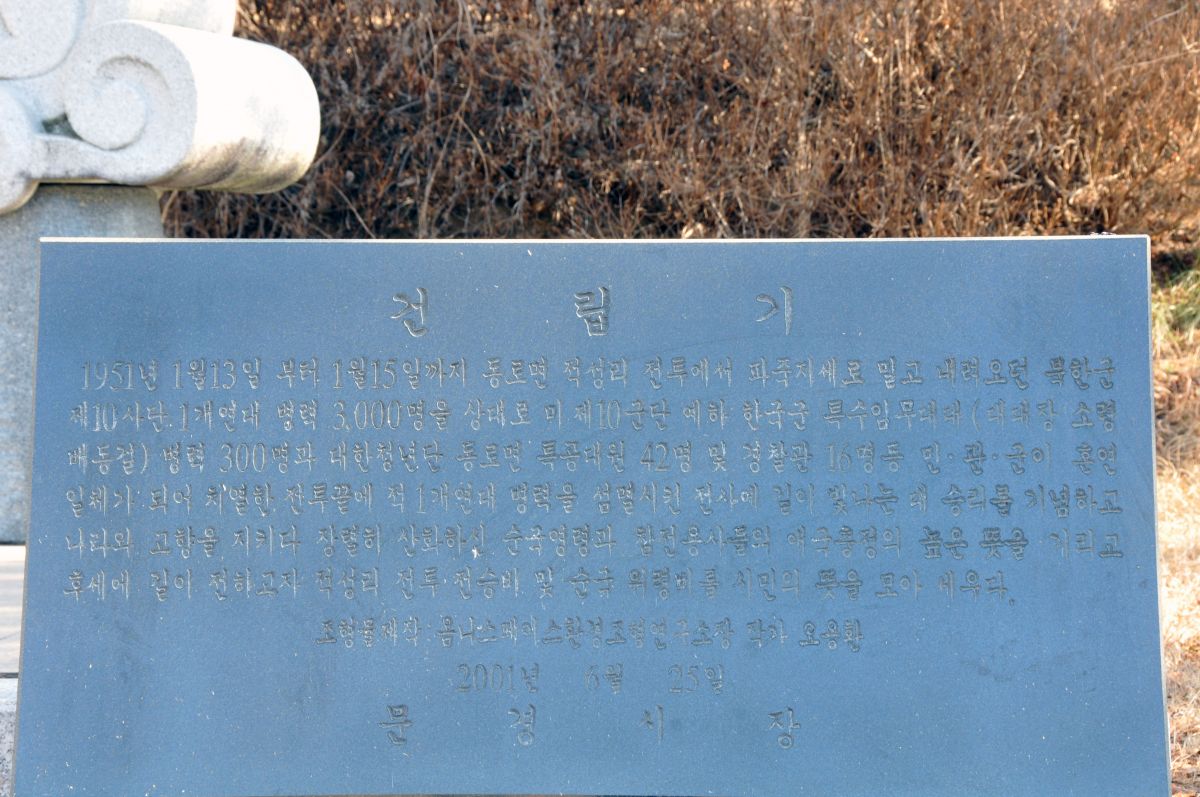 건 립 기
1951년 1월13일 부터 1월15일까지 동로면 적성리 전투에서 파죽지세로 밀고 내려오던 북한군
제10사단 1개연대 병력 3,000명을 상대로 미 제10군단 예하 한국군 특수임무대대 (대대장 소령
배동걸) 병력 300명과 대한청년단 동로면 특공대원 42명 및 경찰관 16명등 민·관·군이 혼연
일체가 되어 치열한 전투끝에 적 1개연대 병력을 섬멸시킨 전사에 길이 빛나는 대 승리를 기념하고
나라와 고향을 지키다 장렬히 산화하신 순국영령과 참전용사들의 애국충정의 높은 뜻을 기리고
후세에 길이 전하고자 적성리 전투·전승비 및 순국 위령비를 시민의 뜻을 모아 세우다.
조형물제작 : 환경조형연구소장 작가 오용환
2001년 6월 25일
문 경 시 장